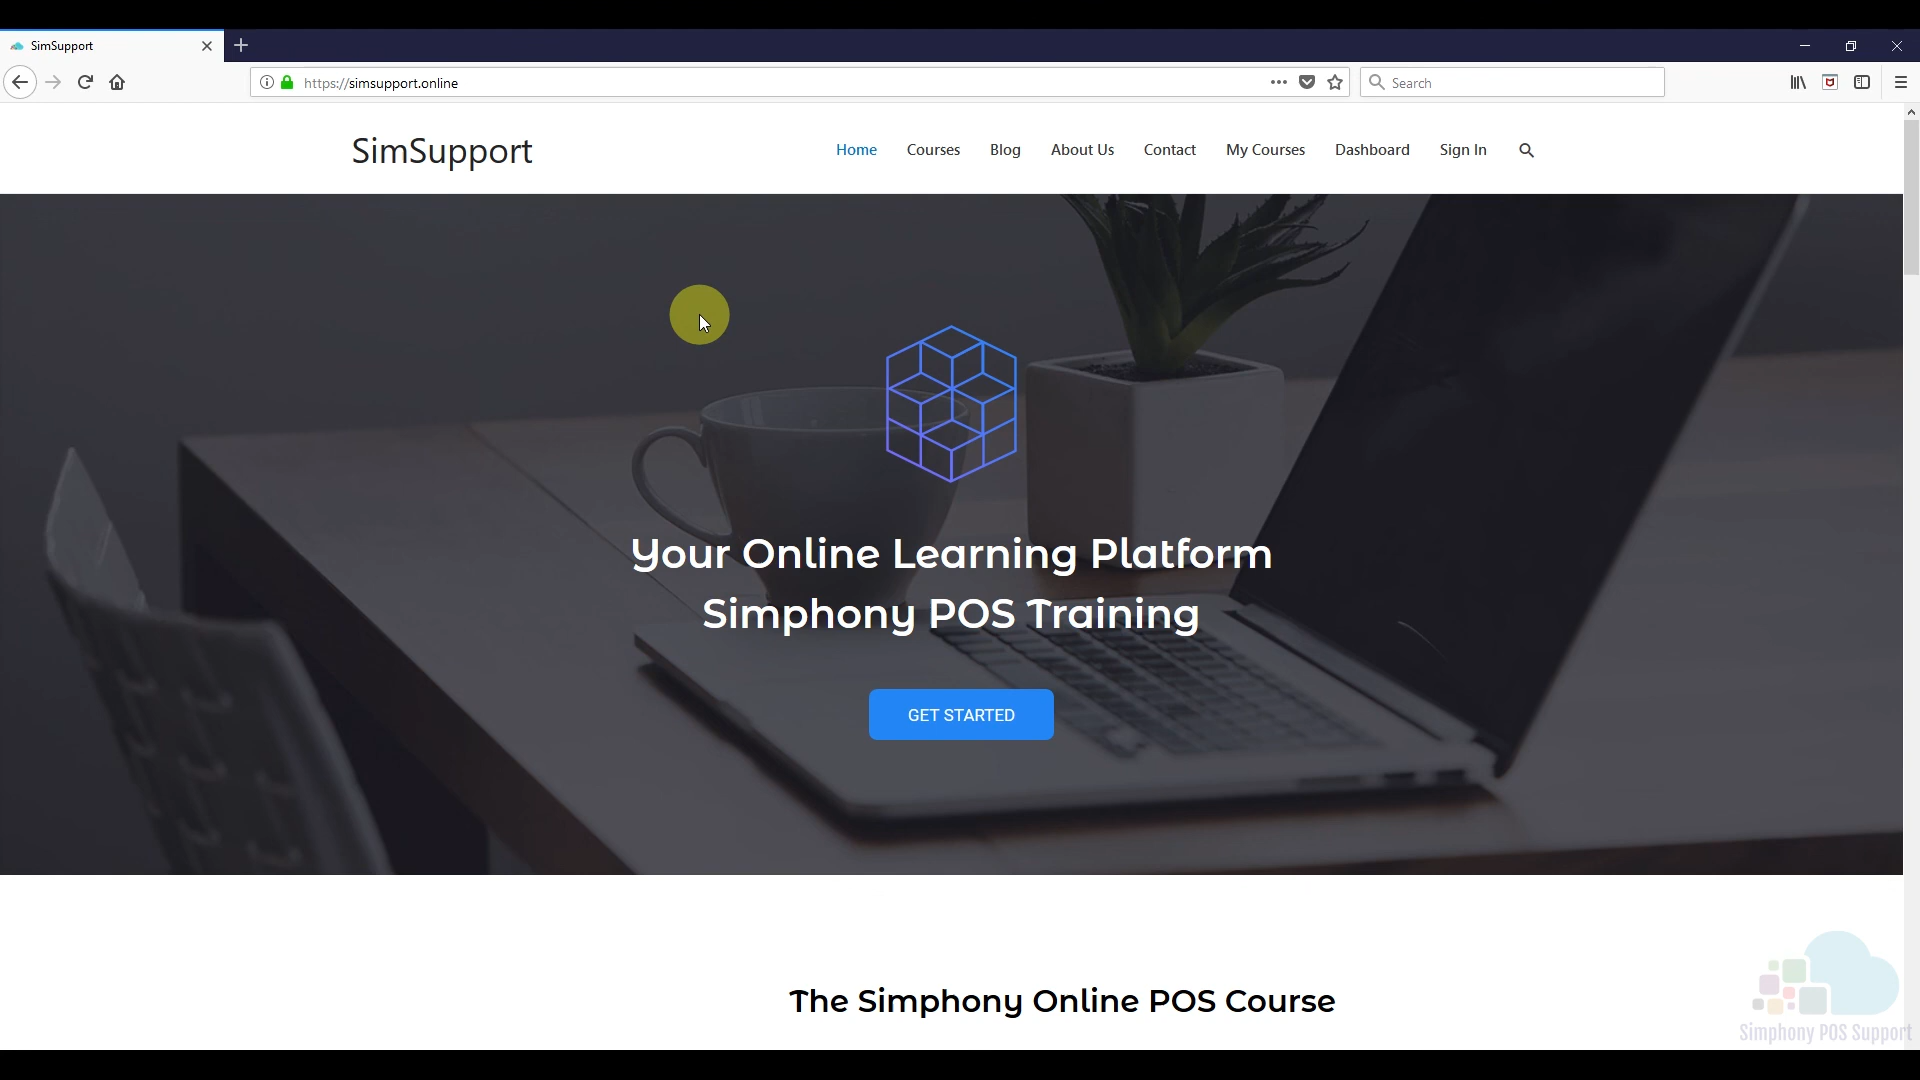 SimSupport
https://simsupport.online
Search
SimSupport
Home Courses Blog About Us Contact My Courses Dashboard Sign In
Your Online Learning Platform
Simphony POS Training
GET STARTED
The Simphony Online POS Course
Simphony POS Support